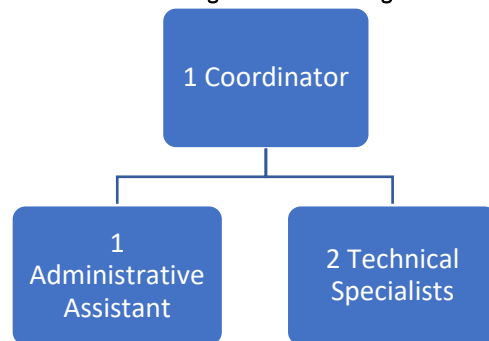 1 Coordinator
1
Administrative
Assistant
2 Technical
Specialists